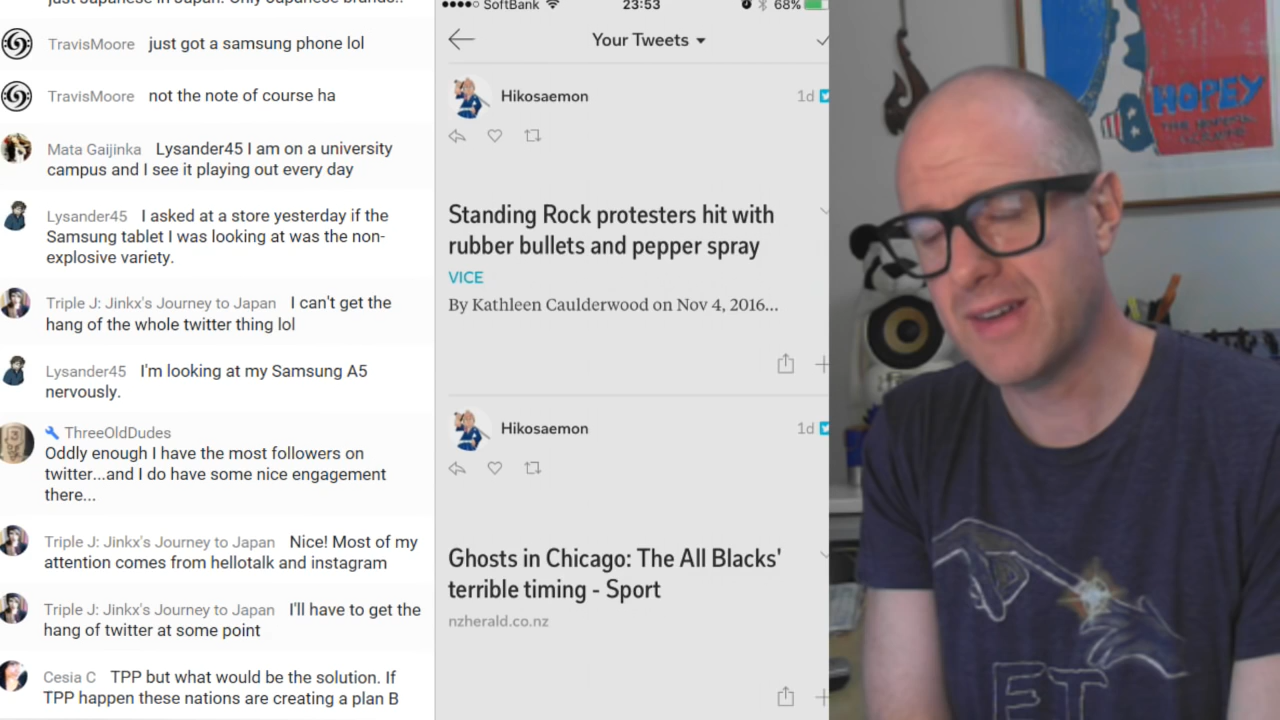 just Japanese in Japan. Only Japanese brands..
TravisMoore just got a samsung phone lol
TravisMoore not the note of course ha
Mata Gaijinka Lysander45 I am on a university
campus and I see it playing out every day
Lysander45 I asked at a store yesterday if the
Samsung tablet I was looking at was the non-
explosive variety.
Triple J: Jinkx's Journey to Japan I can't get the
hang of the whole twitter thing lol
Lysander45 I'm looking at my Samsung A5
nervously.
ThreeOldDudes
Oddly enough I have the most followers on
twitter...and I do have some nice engagement
there...
Triple J: Jinkx's Journey to Japan Nice! Most of my
attention comes from hellotalk and instagram
Triple J: Jinkx's Journey to Japan I'll have to get the
hang of twitter at some point
Cesia C TPP but what would be the solution. If
TPP happen these nations are creating a plan B
SoftBank 23:53 68%
Your Tweets
Hikosaemon 1d
Standing Rock protesters hit with
rubber bullets and pepper spray
VICE
By Kathleen Caulderwood on Nov 4, 2016...
Hikosaemon 1d
Ghosts in Chicago: The All Blacks'
terrible timing - Sport
nzherald.co.nz
HOPEY
ET